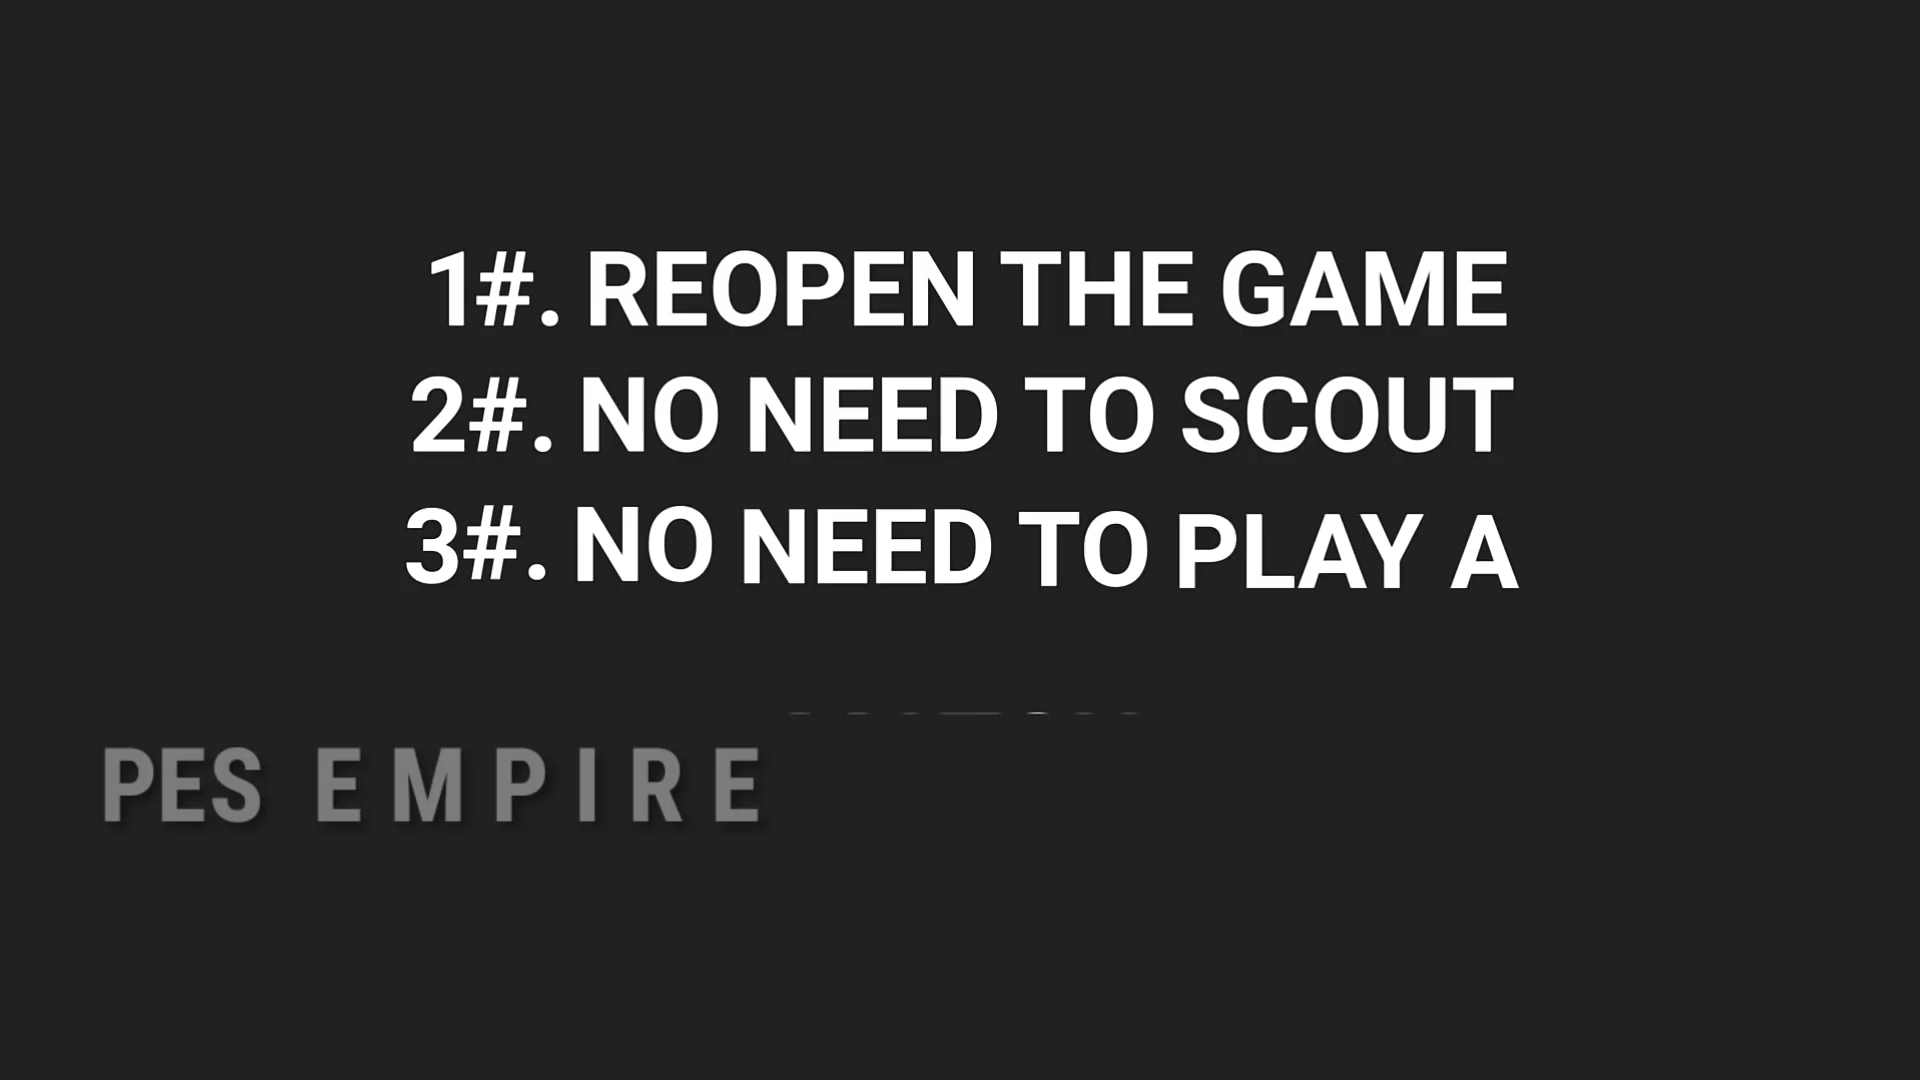 1#. REOPEN THE GAME
2#. NO NEED TO SCOUT
3#. NO NEED TO PLAY A
PES EMPIRE